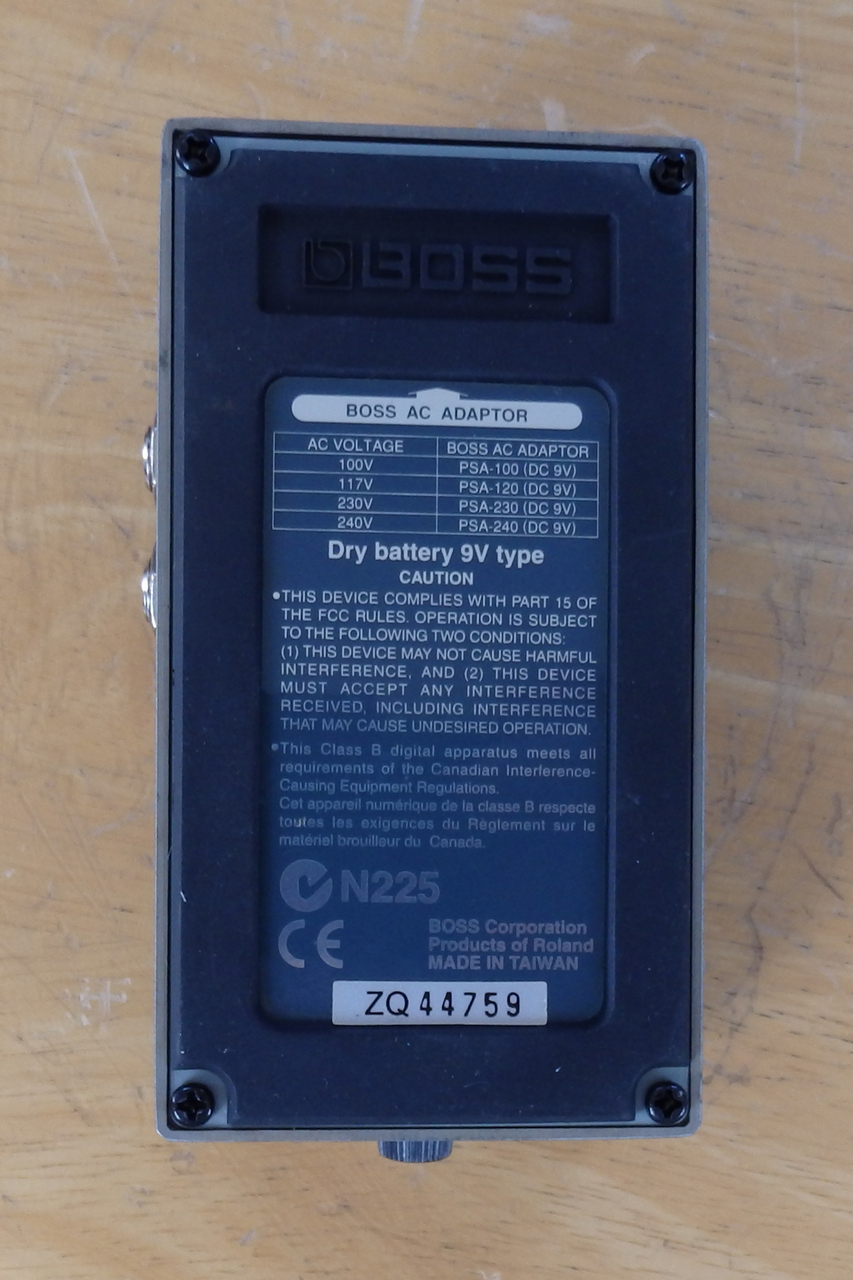 BOSS
BOSS AC ADAPTOR
AC VOLTAGE BOSS AC ADAPTOR
100V PSA-100 (DC 9V)
117V PSA-120 (DC 9V)
230V PSA-230 (DC 9V)
240V PSA-240 (DC 9V)
Dry battery 9V type
CAUTION
•THIS DEVICE COMPLIES WITH PART 15 OF
THE FCC RULES. OPERATION IS SUBJECT
TO THE FOLLOWING TWO CONDITIONS:
(1) THIS DEVICE MAY NOT CAUSE HARMFUL
INTERFERENCE, AND (2) THIS DEVICE
MUST ACCEPT ANY INTERFERENCE
RECEIVED, INCLUDING INTERFERENCE
THAT MAY CAUSE UNDESIRED OPERATION.
•This Class B digital apparatus meets all
requirements of the Canadian Interference-
Causing Equipment Regulations.
Cet appareil numérique de la classe B respecte
toutes les exigences du Règlement sur le
matériel brouilleur du Canada.
N225
CE
BOSS Corporation
Products of Roland
MADE IN TAIWAN
ZQ44759